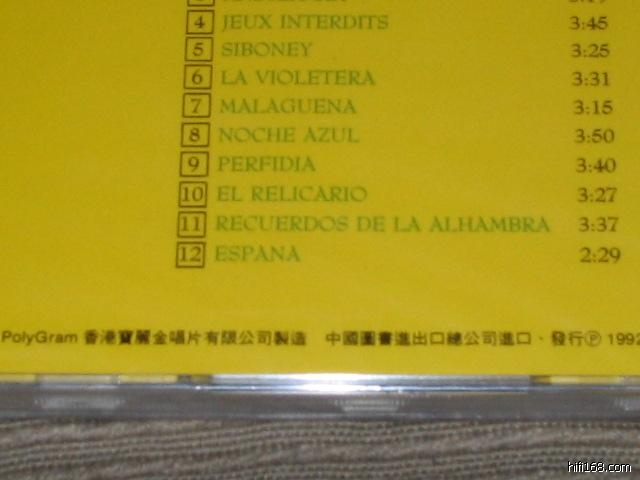 4 JEUX INTERDITS 3:45
5 SIBONEY 3:25
6 LA VIOLETERA 3:31
7 MALAGUENA 3:15
8 NOCHE AZUL 3:50
9 PERFIDIA 3:40
10 EL RELICARIO 3:27
11 RECUERDOS DE LA ALHAMBRA 3:37
12 ESPANA 2:29
PolyGram 香港寶麗金唱片有限公司製造 中國圖書進出口總公司進口、發行Ⓟ 1992
hifi168.com